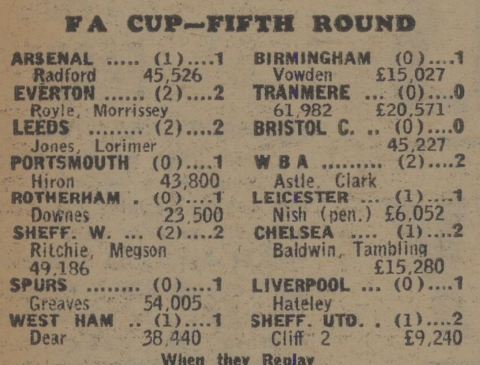 FA CUP—FIFTH ROUND
ARSENAL ..... (1)....1 BIRMINGHAM (0)....1
Radford 45,526 Vowden £15,027
EVERTON ...... (2)....2 TRANMERE ... (0)....0
Royle, Morrissey 61,982 £20,571
LEEDS ........ (2)....2 BRISTOL C. .. (0)....0
Jones, Lorimer 45,227
PORTSMOUTH (0)....1 W B A ......... (2)....2
Hiron 43,800 Astle, Clark
ROTHERHAM . (0)....1 LEICESTER .... (1)....1
Downes 23,500 Nish (pen.) £6,052
SHEFF. W. ... (2)....2 CHELSEA .... (1)....2
Ritchie, Megson Baldwin, Tambling
49,186 £15,280
SPURS ........ (0)....1 LIVERPOOL ... (0)....1
Greaves 54,005 Hateley
WEST HAM .. (1)....1 SHEFF. UTD. . (1)....2
Dear 38,440 Cliff 2 £9,240
When they Replay